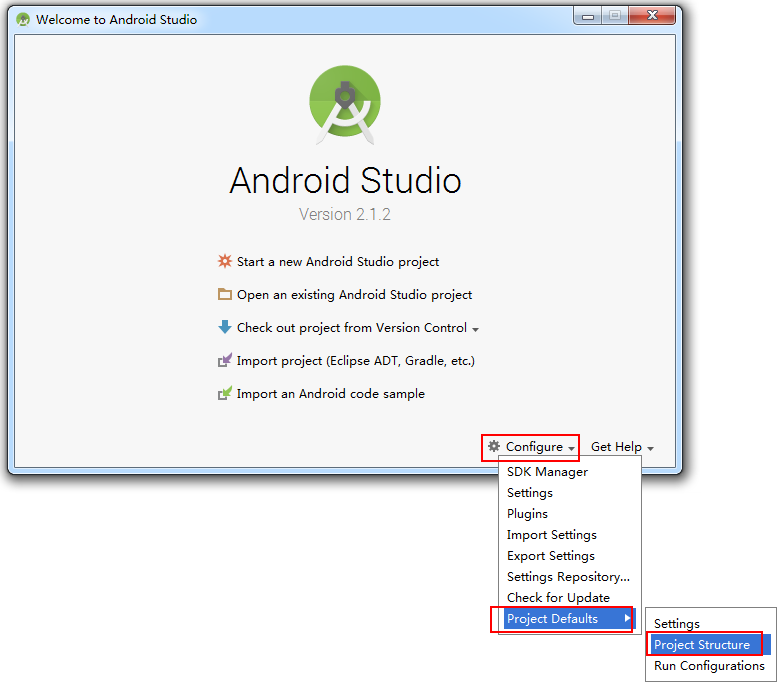 Welcome to Android Studio
Android Studio
Version 2.1.2
Start a new Android Studio project
Open an existing Android Studio project
Check out project from Version Control
Import project (Eclipse ADT, Gradle, etc.)
Import an Android code sample
Configure Get Help
SDK Manager
Settings
Plugins
Import Settings
Export Settings
Settings Repository...
Check for Update
Project Defaults
Settings
Project Structure
Run Configurations